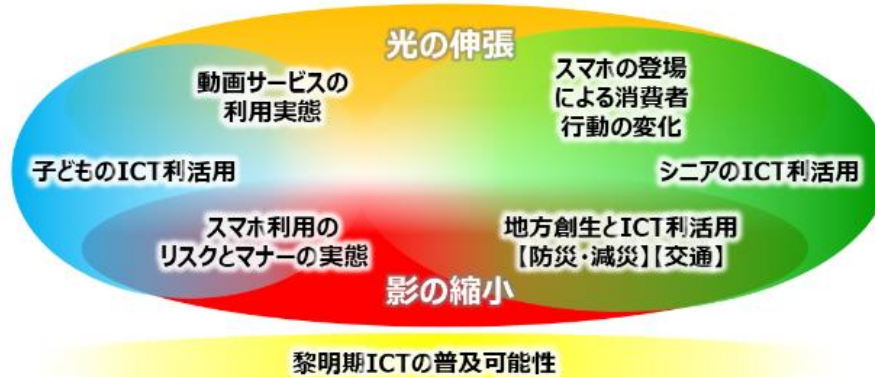 光の伸張
動画サービスの
利用実態
スマホの登場
による消費者
行動の変化
子どものICT利活用
シニアのICT利活用
スマホ利用の
リスクとマナーの実態
地方創生とICT利活用
【防災・減災】【交通】
影の縮小
黎明期ICTの普及可能性